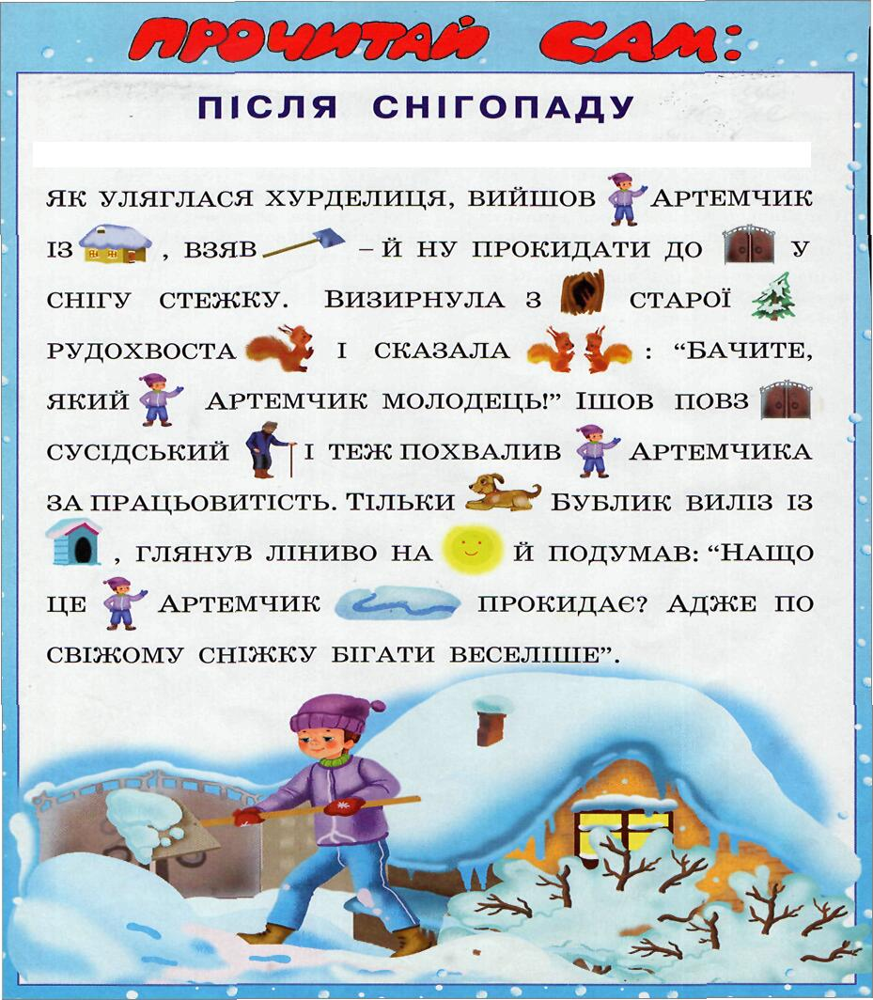 ПРОЧИТАЙ САМ:
ПІСЛЯ СНІГОПАДУ
ЯК УЛЯГЛАСЯ ХУРДЕЛИЦЯ, ВИЙШОВ АРТЕМЧИК
ІЗ , ВЗЯВ – Й НУ ПРОКИДАТИ ДО У
СНІГУ СТЕЖКУ. ВИЗИРНУЛА З СТАРОЇ
РУДОХВОСТА І СКАЗАЛА : “БАЧИТЕ,
ЯКИЙ АРТЕМЧИК МОЛОДЕЦЬ!” ІШОВ ПОВЗ
СУСІДСЬКИЙ І ТЕЖ ПОХВАЛИВ АРТЕМЧИКА
ЗА ПРАЦЬОВИТІСТЬ. ТІЛЬКИ БУБЛИК ВИЛІЗ ІЗ
, ГЛЯНУВ ЛІНИВО НА Й ПОДУМАВ: “НАЩО
ЦЕ АРТЕМЧИК ПРОКИДАЄ? АДЖЕ ПО
СВІЖОМУ СНІЖКУ БІГАТИ ВЕСЕЛІШЕ”.